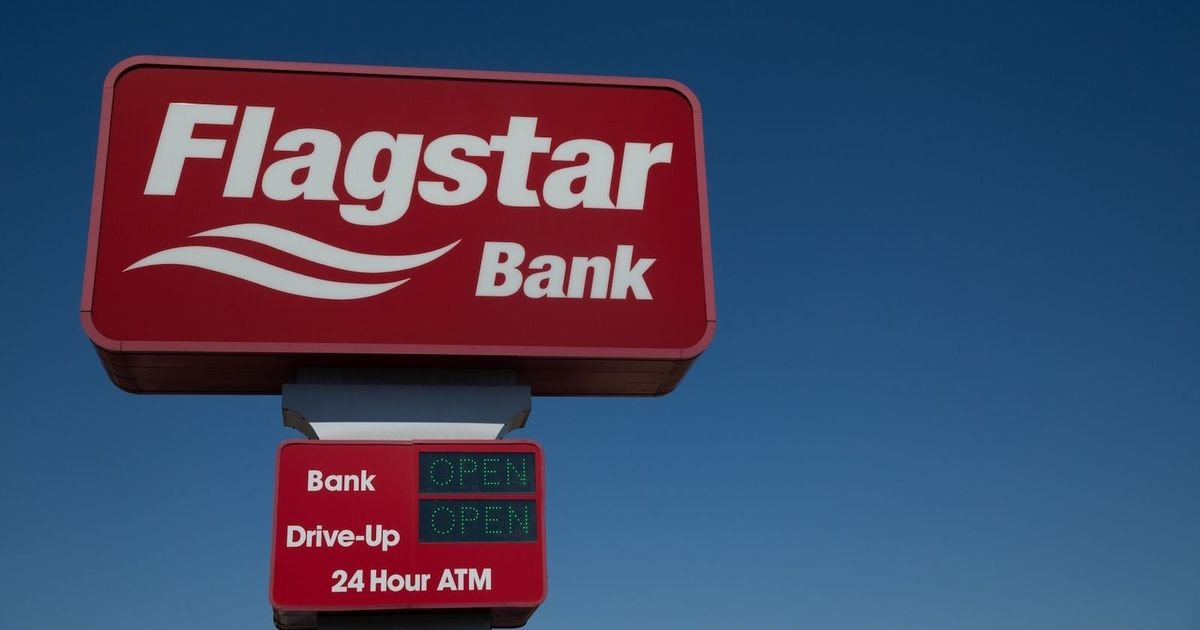 Flagstar
Bank
Bank OPEN
Drive-Up OPEN
24 Hour ATM